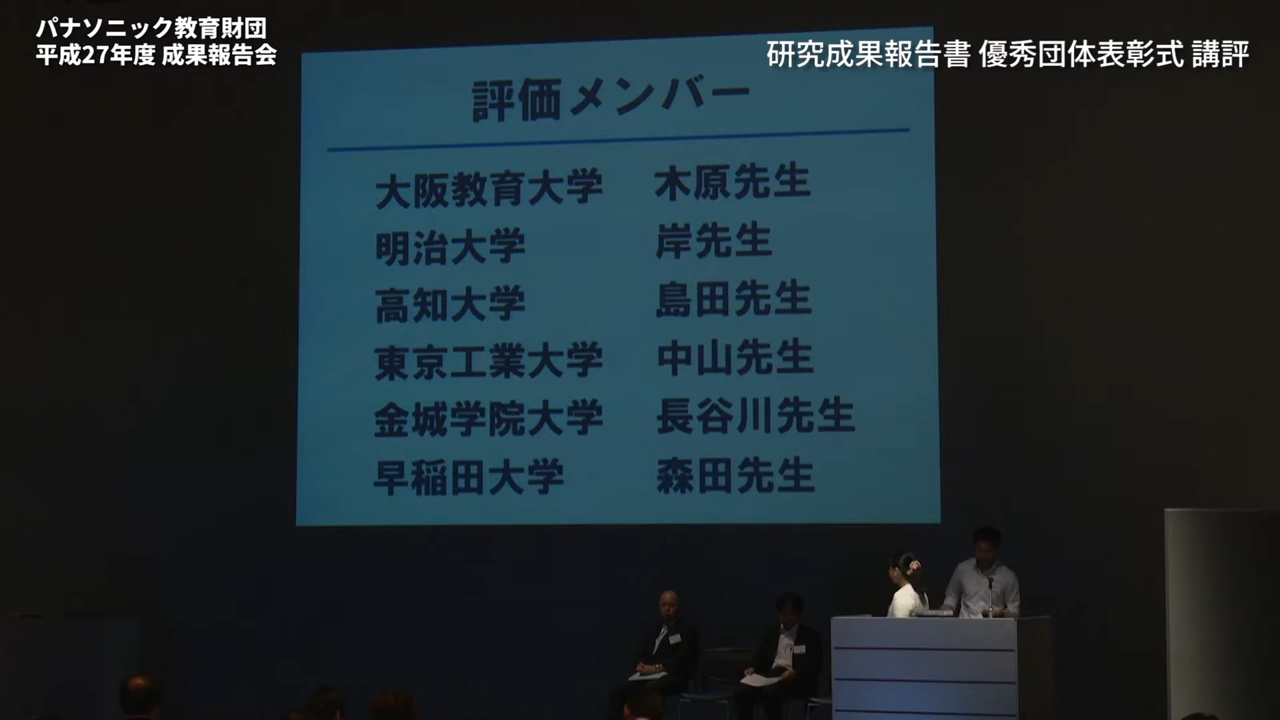 パナソニック教育財団
平成27年度 成果報告会
研究成果報告書 優秀団体表彰式 講評
評価メンバー
大阪教育大学 木原先生
明治大学 岸先生
高知大学 島田先生
東京工業大学 中山先生
金城学院大学 長谷川先生
早稲田大学 森田先生